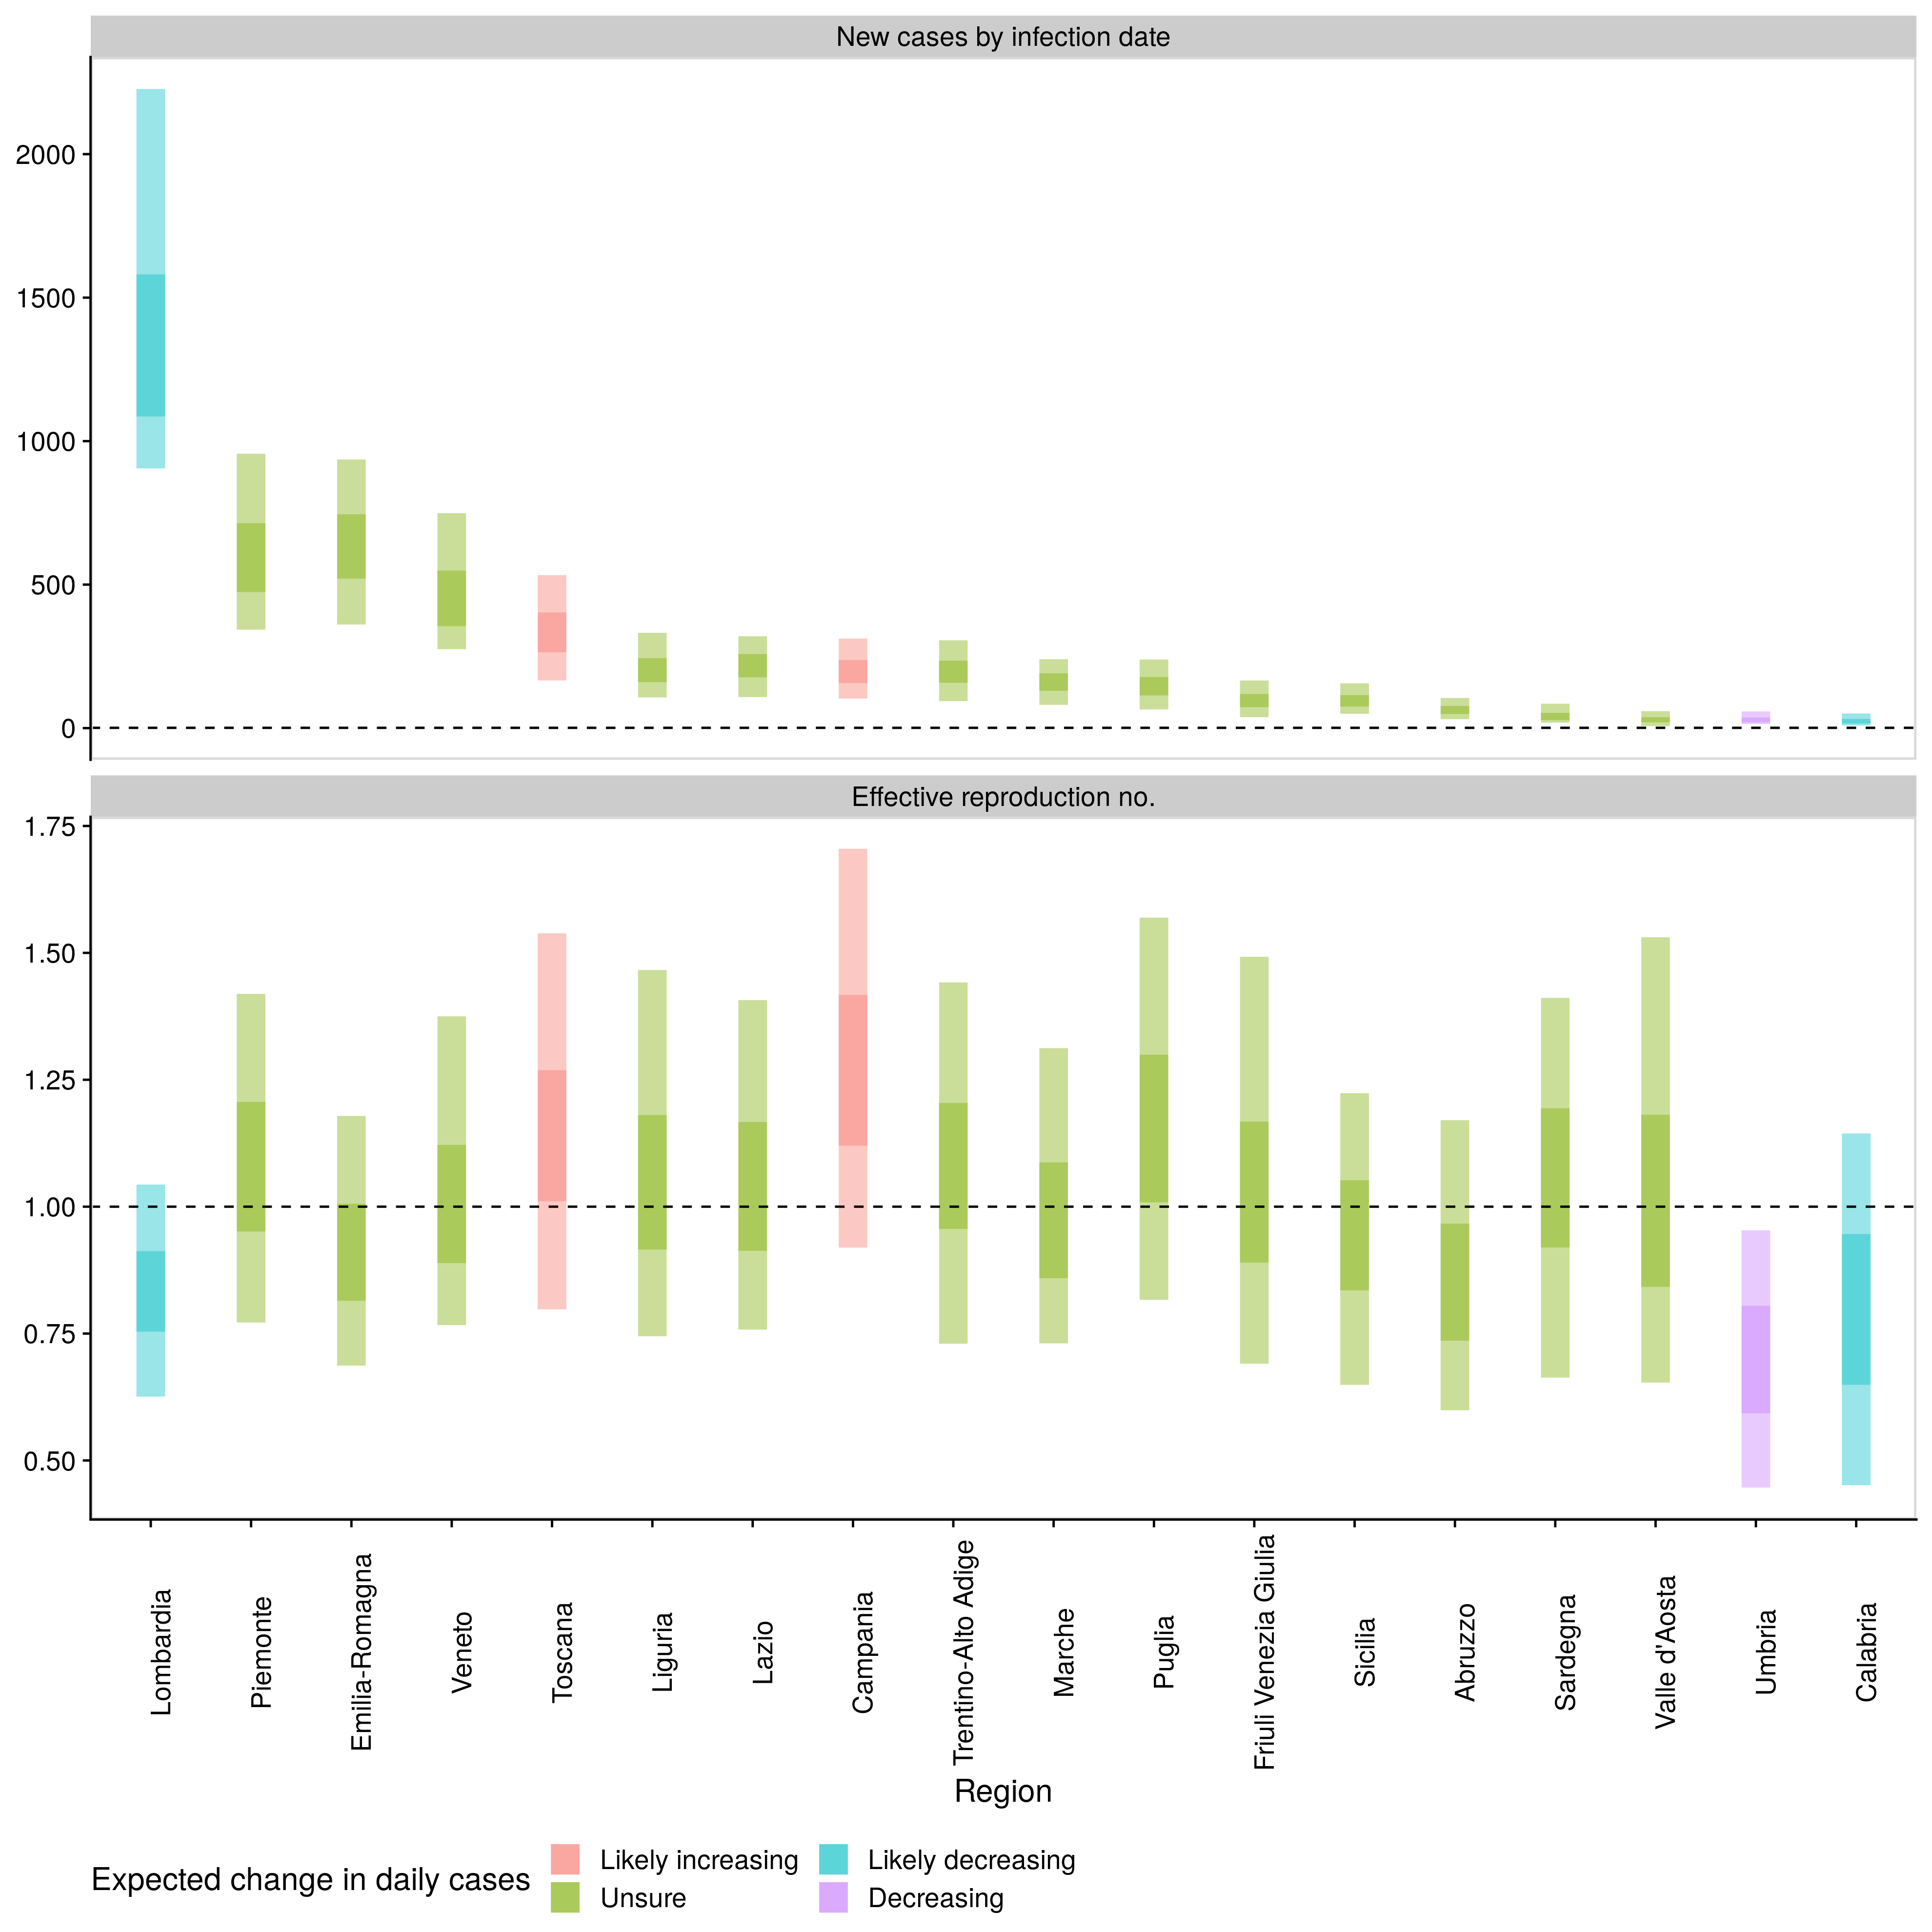 New cases by infection date
2000
1500
1000
500
0
Effective reproduction no.
1.75
1.50
1.25
1.00
0.75
0.50
Lombardia
Piemonte
Emilia-Romagna
Veneto
Toscana
Liguria
Lazio
Campania
Trentino-Alto Adige
Marche
Puglia
Friuli Venezia Giulia
Sicilia
Abruzzo
Sardegna
Valle d'Aosta
Umbria
Calabria
Region
Expected change in daily cases
Likely increasing
Likely decreasing
Unsure
Decreasing